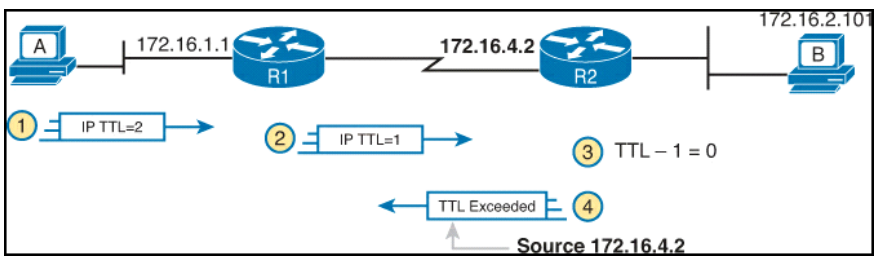 172.16.2.101
A
172.16.1.1
172.16.4.2
B
R1
R2
1
IP TTL=2
2
IP TTL=1
3
TTL – 1 = 0
TTL Exceeded
4
Source 172.16.4.2